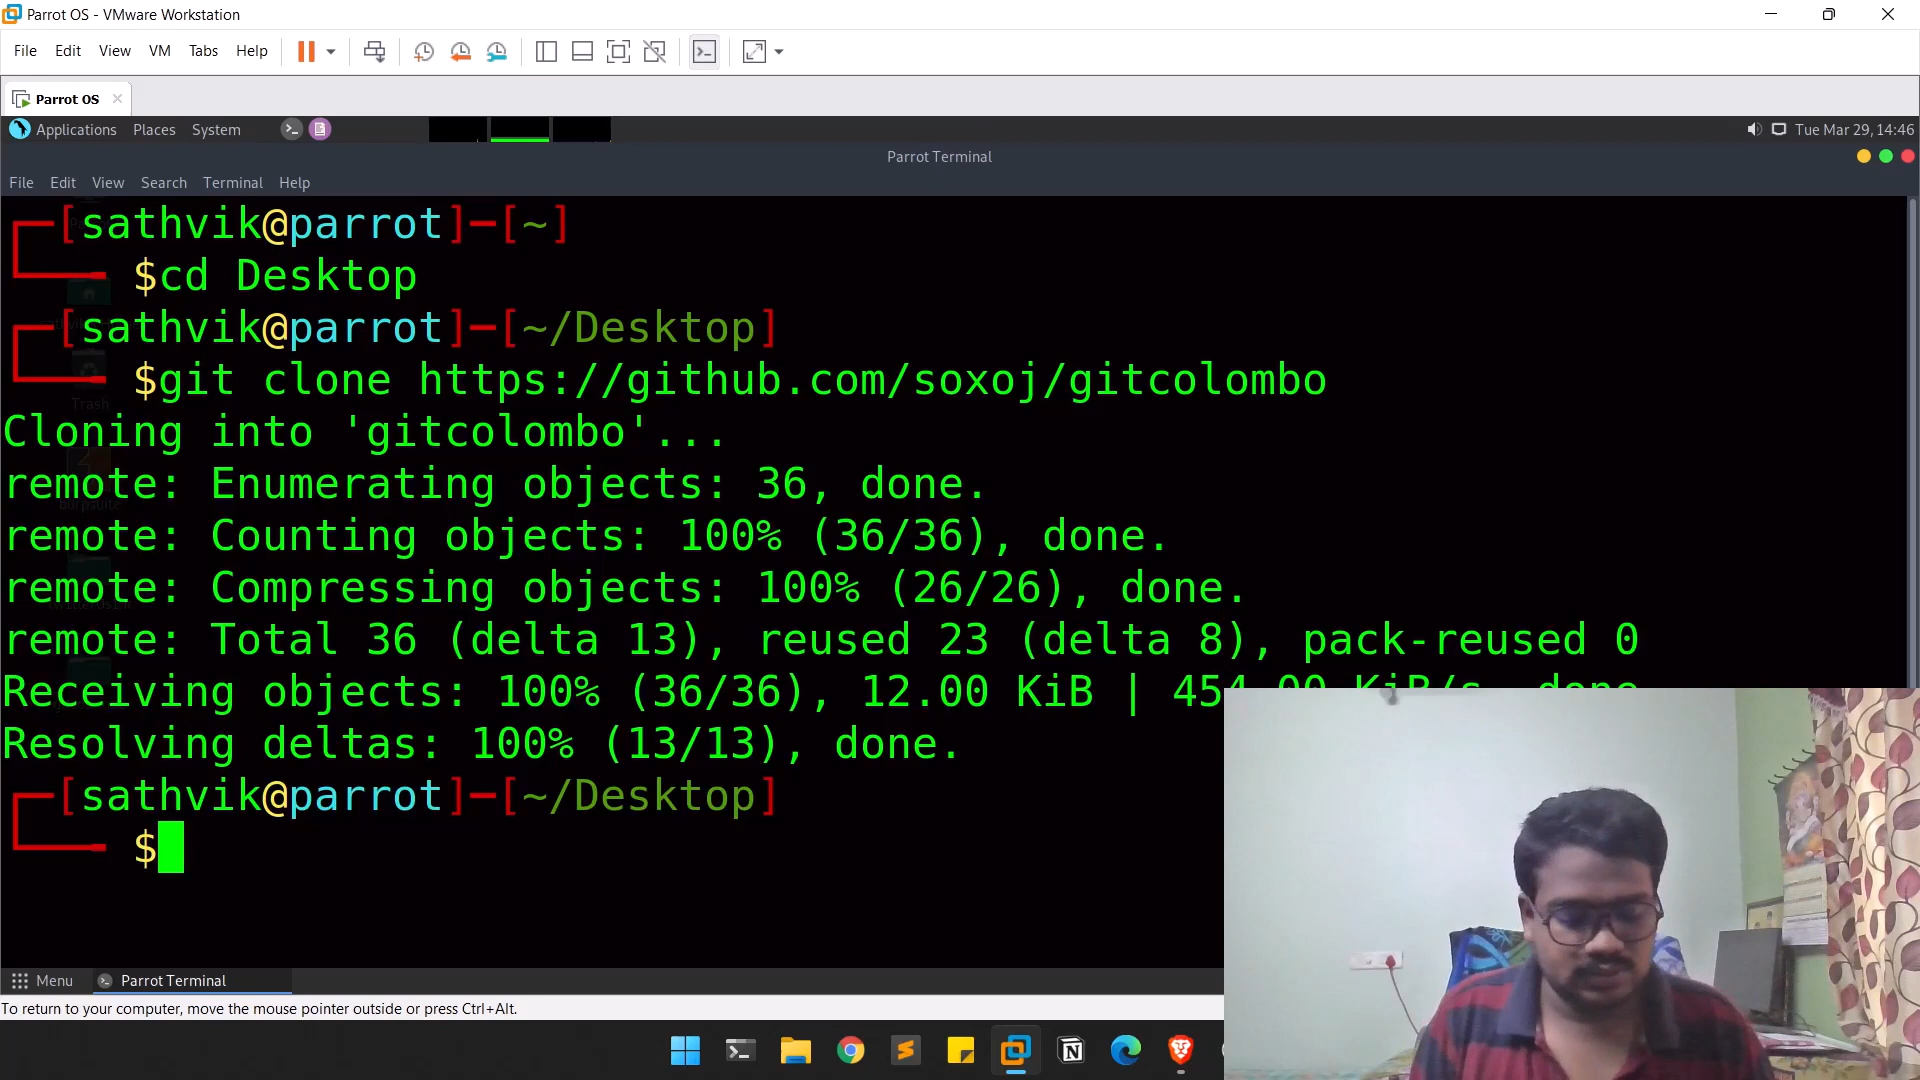 Parrot OS - VMware Workstation
File Edit View VM Tabs Help
Parrot OS
Applications Places System Tue Mar 29, 14:46
Parrot Terminal
File Edit View Search Terminal Help
[sathvik@parrot]─[~]
$cd Desktop
[sathvik@parrot]─[~/Desktop]
$git clone https://github.com/soxoj/gitcolombo
Trash
Cloning into 'gitcolombo'...
remote: Enumerating objects: 36, done.
remote: Counting objects: 100% (36/36), done.
remote: Compressing objects: 100% (26/26), done.
remote: Total 36 (delta 13), reused 23 (delta 8), pack-reused 0
Receiving objects: 100% (36/36), 12.00 KiB | 454.00 KiB/s, done
Resolving deltas: 100% (13/13), done.
[sathvik@parrot]─[~/Desktop]
$
Menu Parrot Terminal
To return to your computer, move the mouse pointer outside or press Ctrl+Alt.